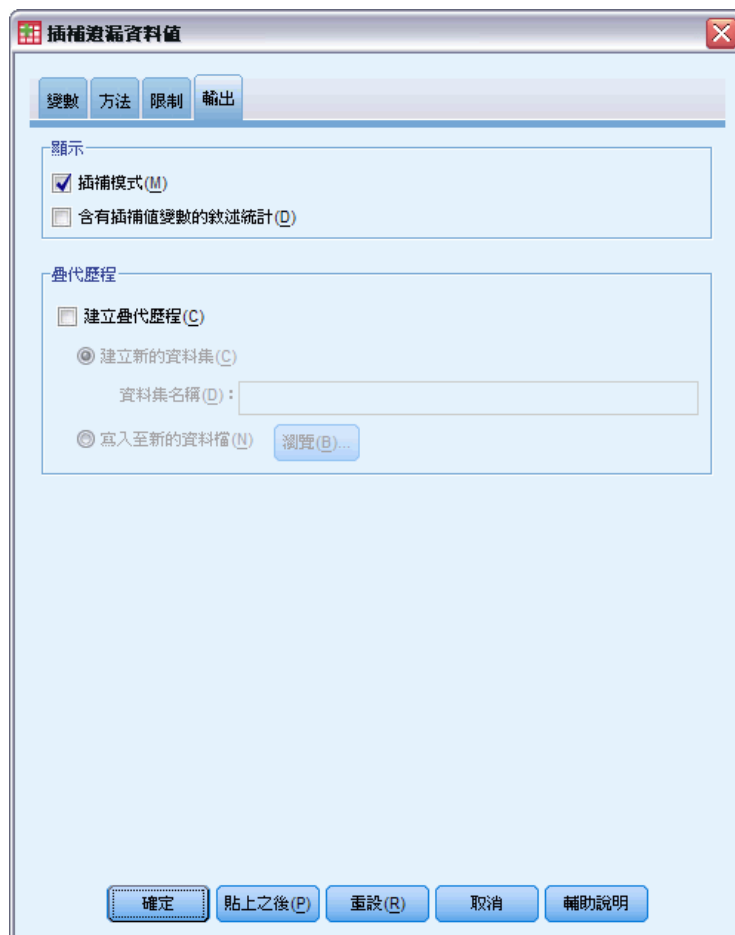 插補遺漏資料值
變數 方法 限制 輸出
顯示
插補模式(M)
含有插補值變數的敘述統計(D)
疊代歷程
建立疊代歷程(C)
建立新的資料集(C)
資料集名稱(D)：
寫入至新的資料檔(N) 瀏覽(B)...
確定 貼上之後(P) 重設(R) 取消 輔助說明